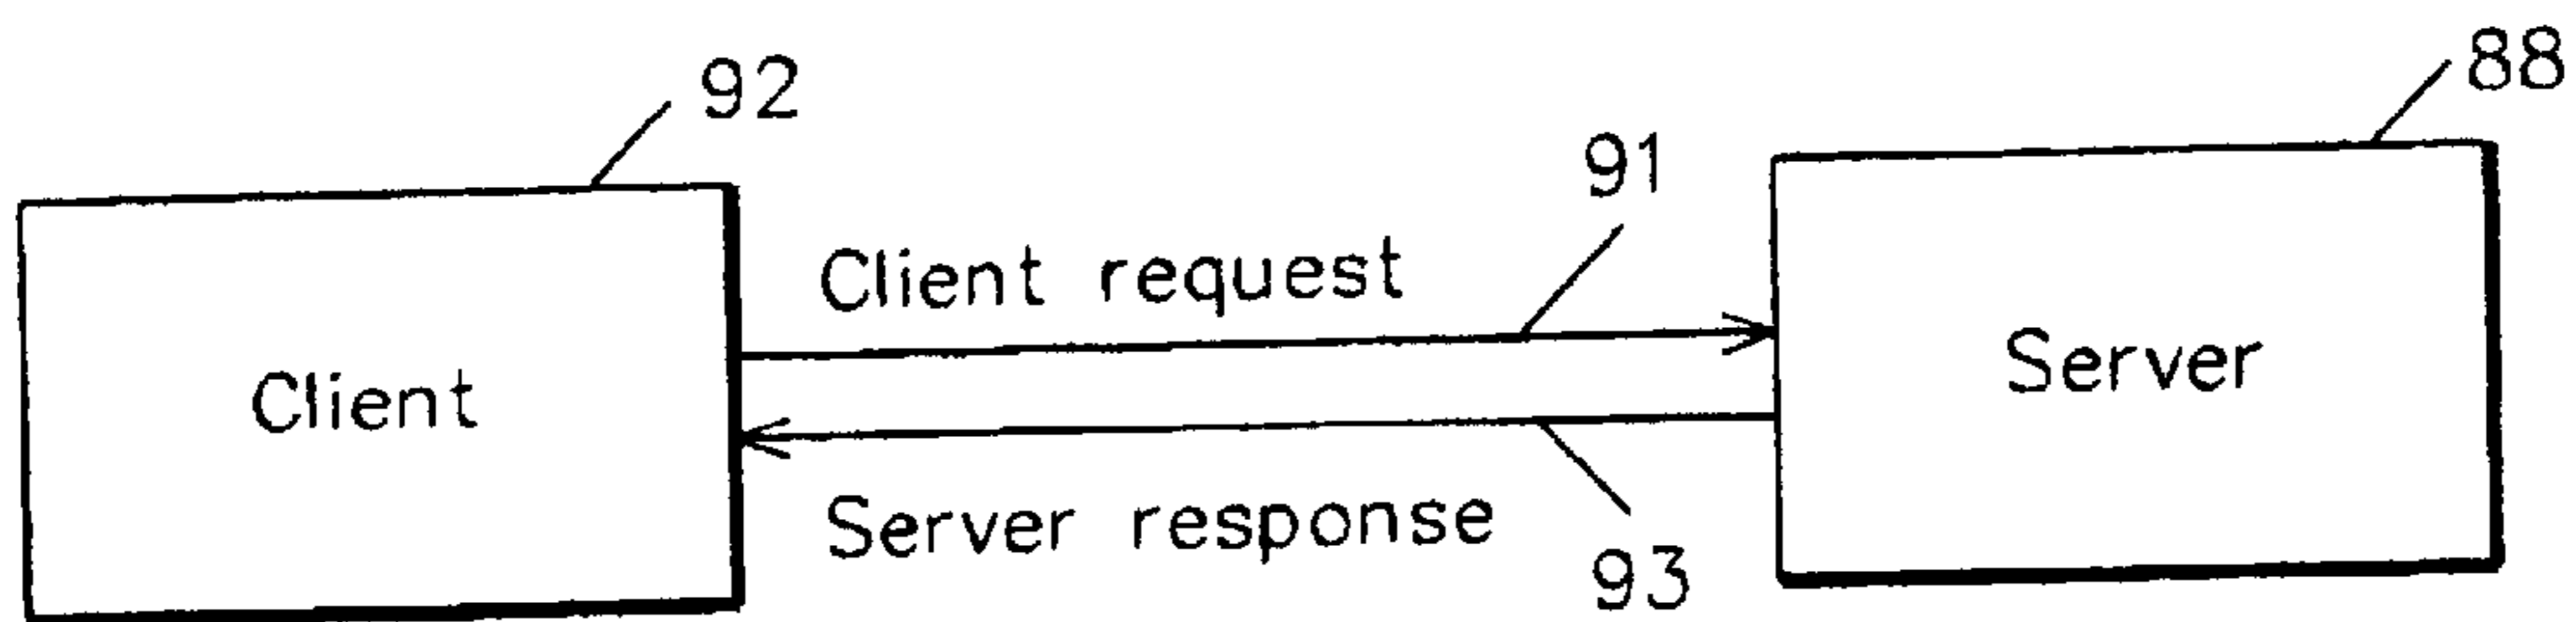 92
88
91
Client request
Client
Server
Server response
93